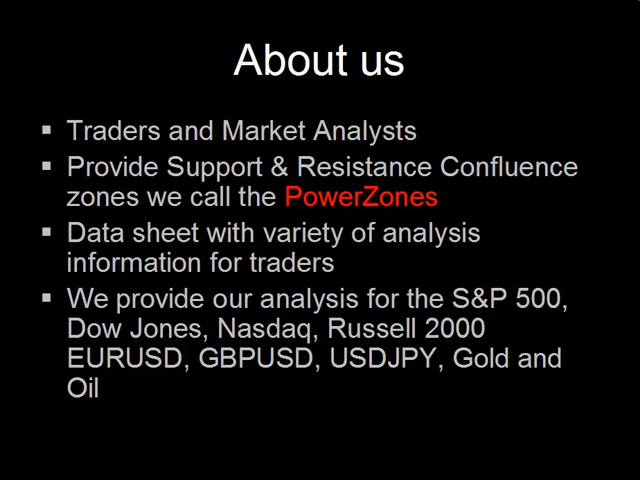 About us
▪ Traders and Market Analysts
▪ Provide Support & Resistance Confluence
zones we call the PowerZones
▪ Data sheet with variety of analysis
information for traders
▪ We provide our analysis for the S&P 500,
Dow Jones, Nasdaq, Russell 2000
EURUSD, GBPUSD, USDJPY, Gold and
Oil